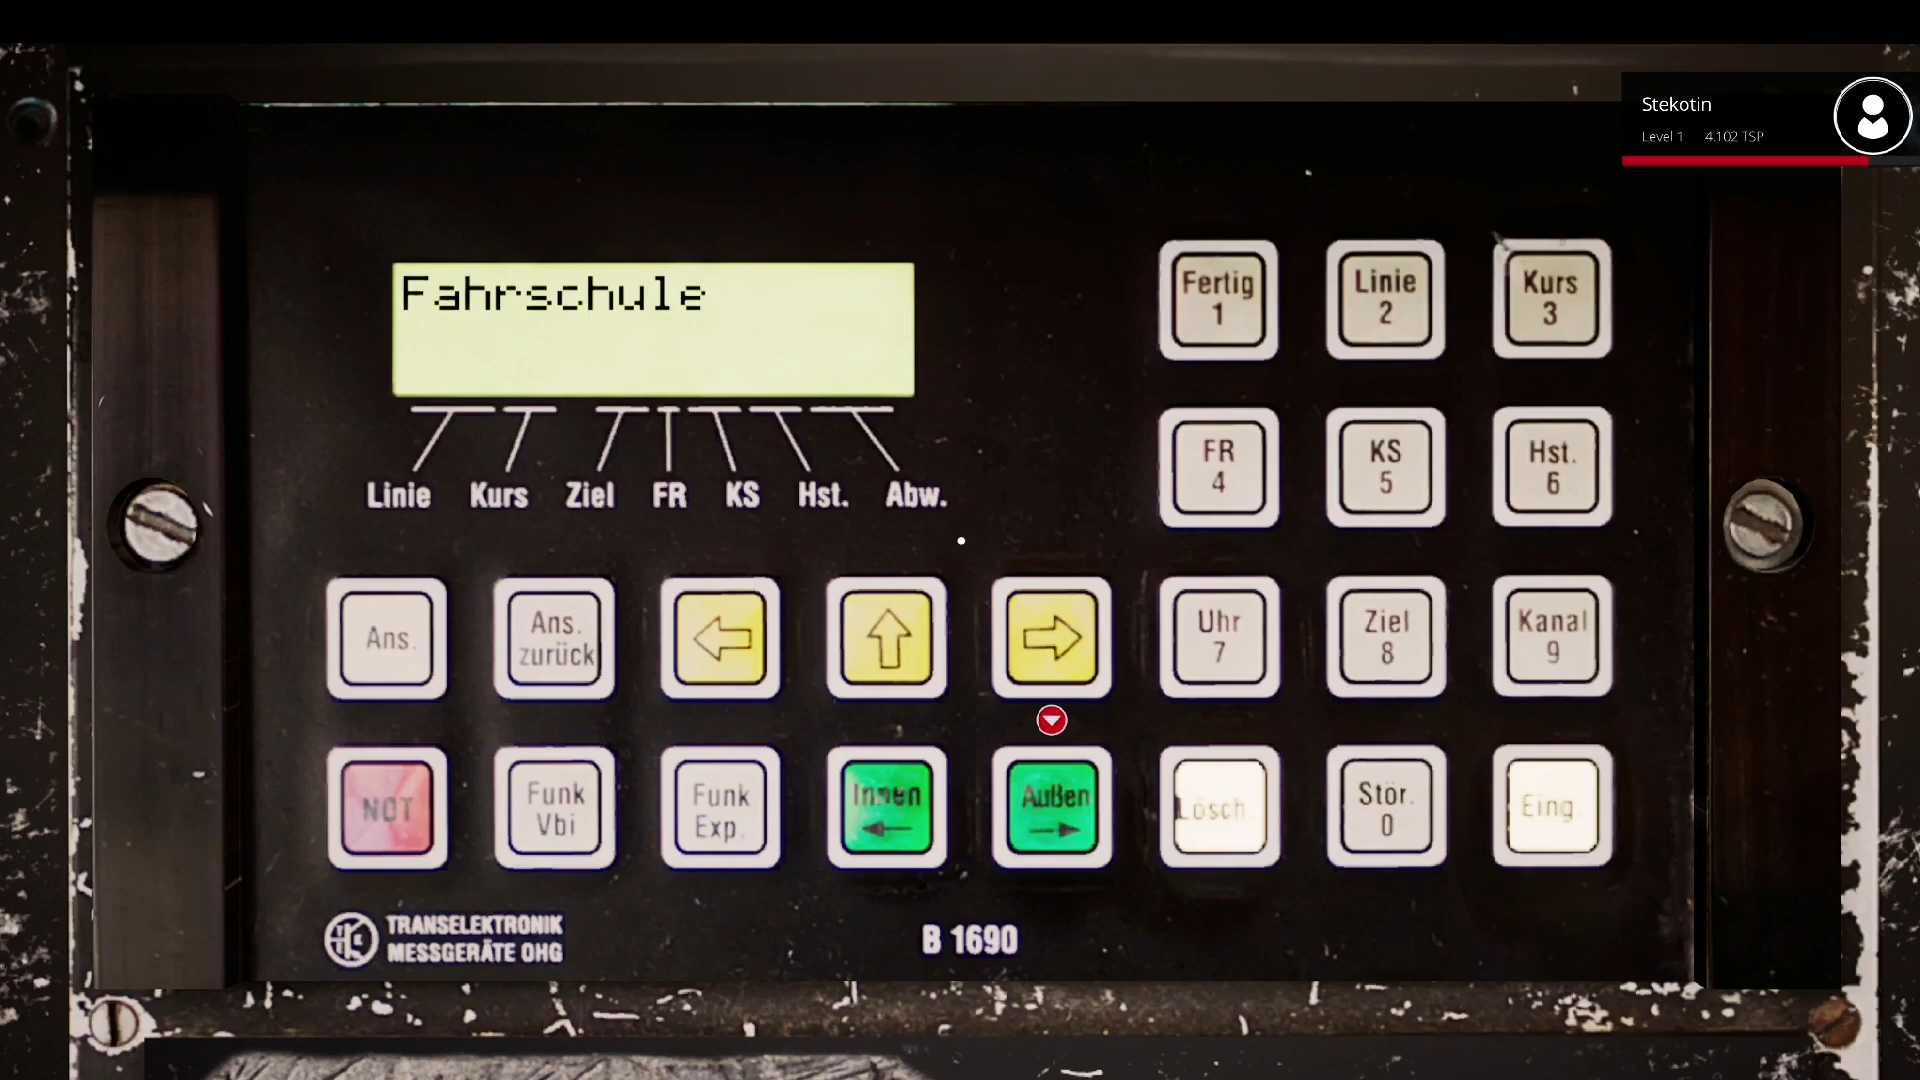 Stekotin
Level 1 4.102 TSP
Fahrschule
Linie Kurs Ziel FR KS Hst. Abw.
Fertig
1
Linie
2
Kurs
3
FR
4
KS
5
Hst.
6
Ans.
Ans.
zurück
Uhr
7
Ziel
8
Kanal
9
NOT
Funk
Vbi
Funk
Exp.
Innen
Außen
Lösch.
Stör.
0
Eing.
TRANSELEKTRONIK
MESSGERÄTE OHG
B 1690